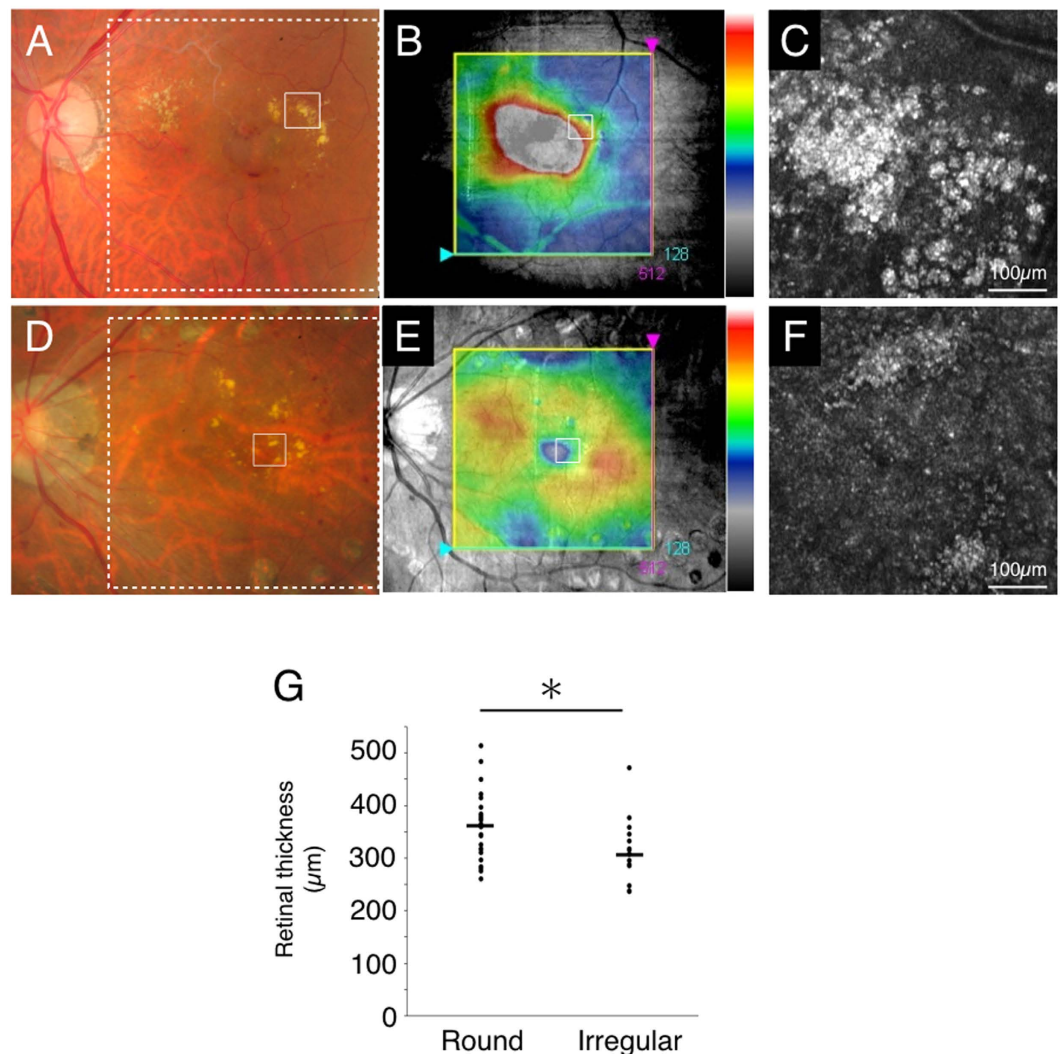 A
B
C
128
512
100µm
D
E
F
128
512
100µm
G
*
500
400
300
200
100
0
Retinal thickness
(µm)
Round
Irregular